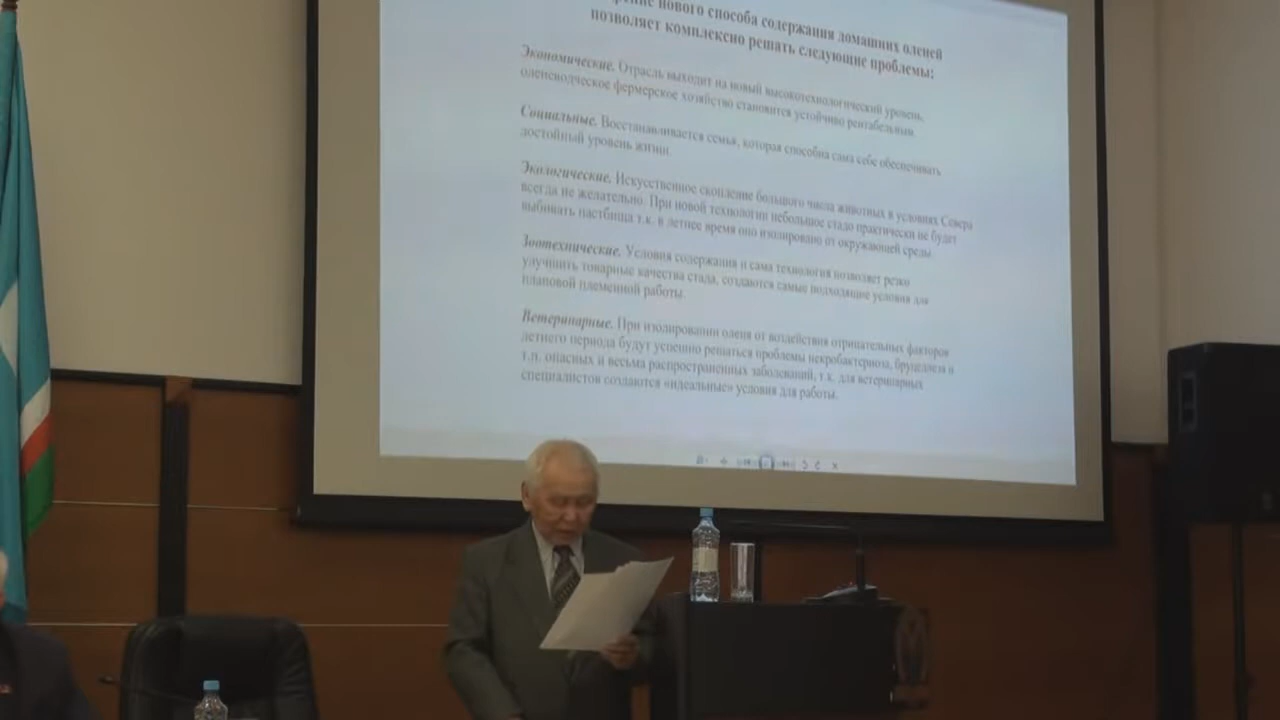 нового способа содержания домашних оленей
позволяет комплексно решать следующие проблемы:
Экономические. Отрасль выходит на новый высокотехнологический уровень,
оленеводческое фермерское хозяйство становится устойчиво рентабельным.
Социальные. Восстанавливается семья, которая способна сама себе обеспечивать
достойный уровень жизни.
Экологические. Искусственное скопление большого числа животных в условиях Севера
всегда не желательно. При новой технологии небольшое стадо практически не будет
выбивать пастбища т.к. в летнее время оно изолировано от окружающей среды
Зоотехнические. Условия содержания и сама технология позволяет резко
улучшить товарные качества стада, создаются самые подходящие условия для
плановой племенной работы.
Ветеринарные. При изолировании оленя от воздействия отрицательных факторов
летнего периода будут успешно решаться проблемы некробактериоза, бруцеллеза и
т.п. опасных и весьма распространенных заболеваний, т.к. для ветеринарных
специалистов создаются «идеальные» условия для работы.